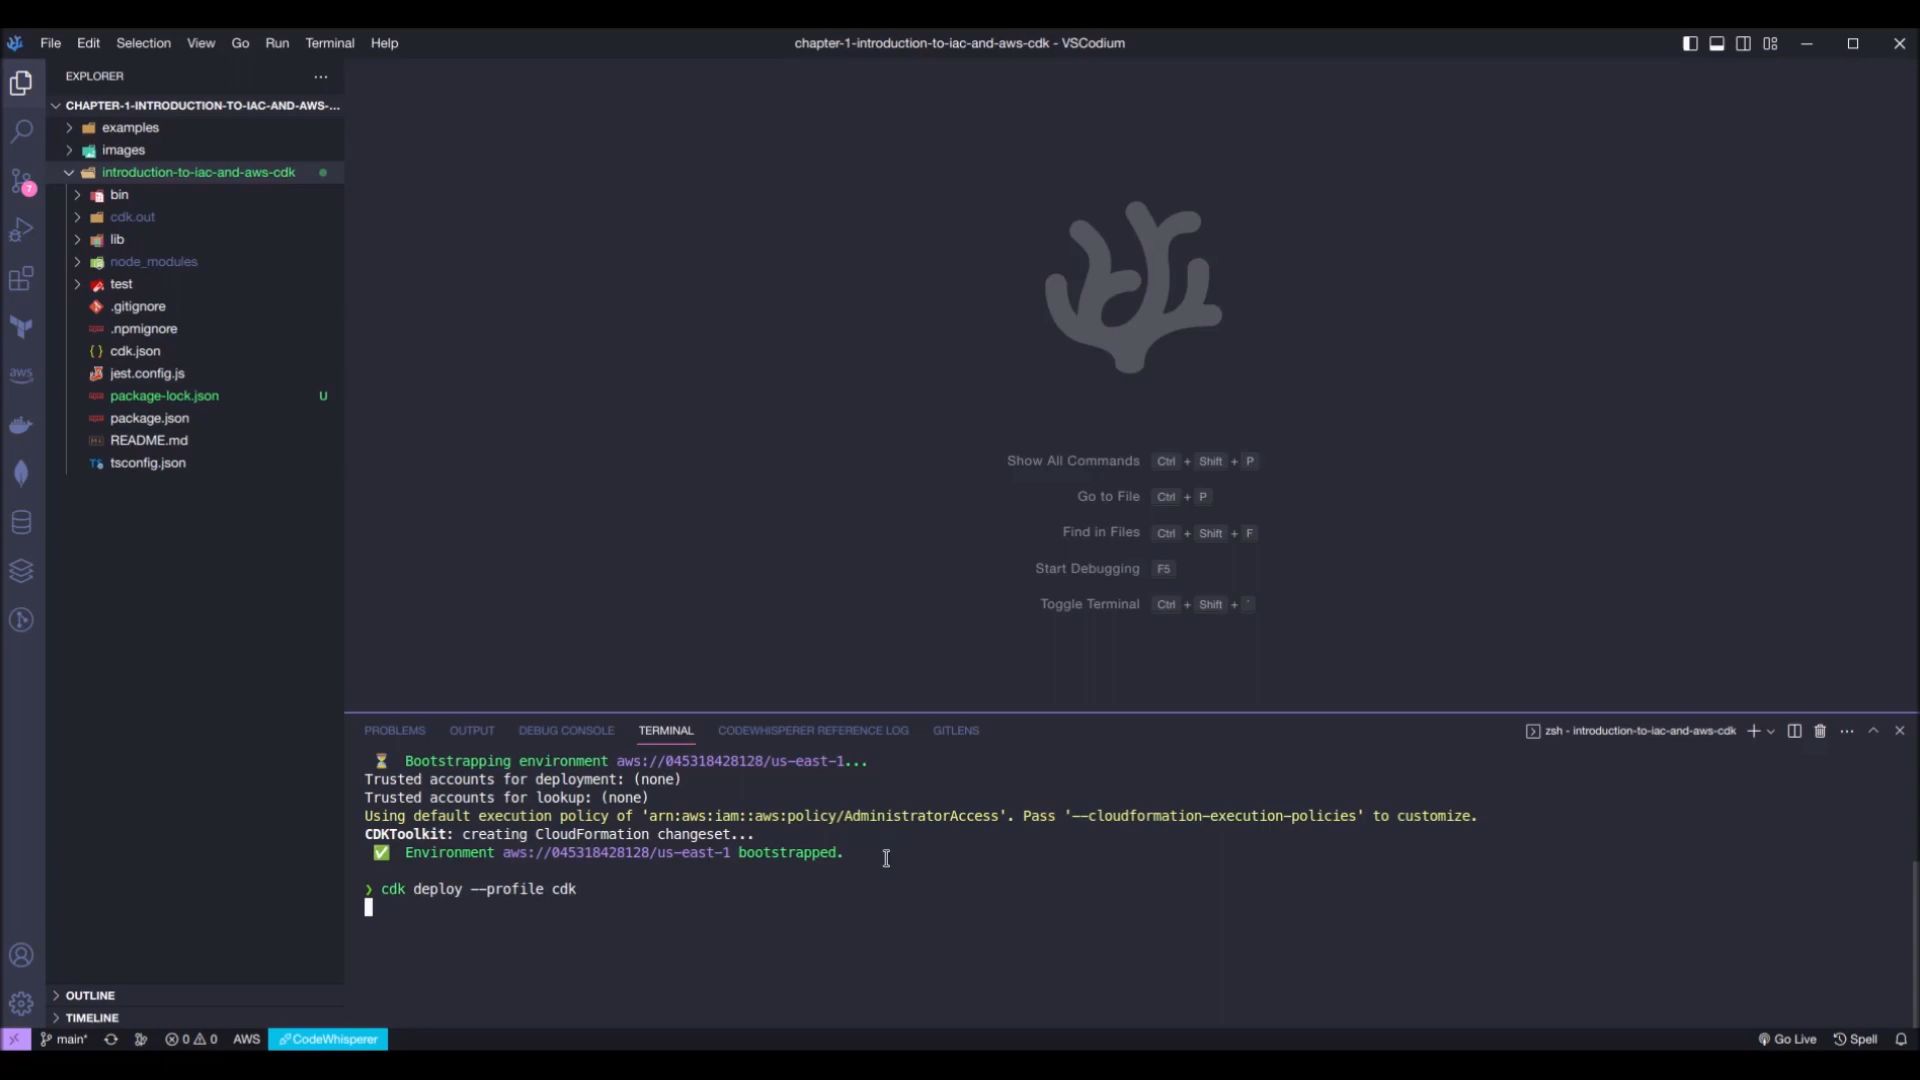 File Edit Selection View Go Run Terminal Help
chapter-1-introduction-to-iac-and-aws-cdk - VSCodium
EXPLORER
CHAPTER-1-INTRODUCTION-TO-IAC-AND-AWS-...
examples
images
introduction-to-iac-and-aws-cdk
bin
cdk.out
lib
node_modules
test
.gitignore
.npmignore
cdk.json
jest.config.js
package-lock.json U
package.json
README.md
tsconfig.json
OUTLINE
TIMELINE
7
aws
Show All Commands Ctrl + Shift + P
Go to File Ctrl + P
Find in Files Ctrl + Shift + F
Start Debugging F5
Toggle Terminal Ctrl + Shift + `
PROBLEMS OUTPUT DEBUG CONSOLE TERMINAL CODEWHISPERER REFERENCE LOG GITLENS
zsh - introduction-to-iac-and-aws-cdk
⏳ Bootstrapping environment aws://045318428128/us-east-1...
Trusted accounts for deployment: (none)
Trusted accounts for lookup: (none)
Using default execution policy of 'arn:aws:iam::aws:policy/AdministratorAccess'. Pass '--cloudformation-execution-policies' to customize.
CDKToolkit: creating CloudFormation changeset...
✅ Environment aws://045318428128/us-east-1 bootstrapped.
❯ cdk deploy --profile cdk
main* 0 0 AWS CodeWhisperer
Go Live Spell